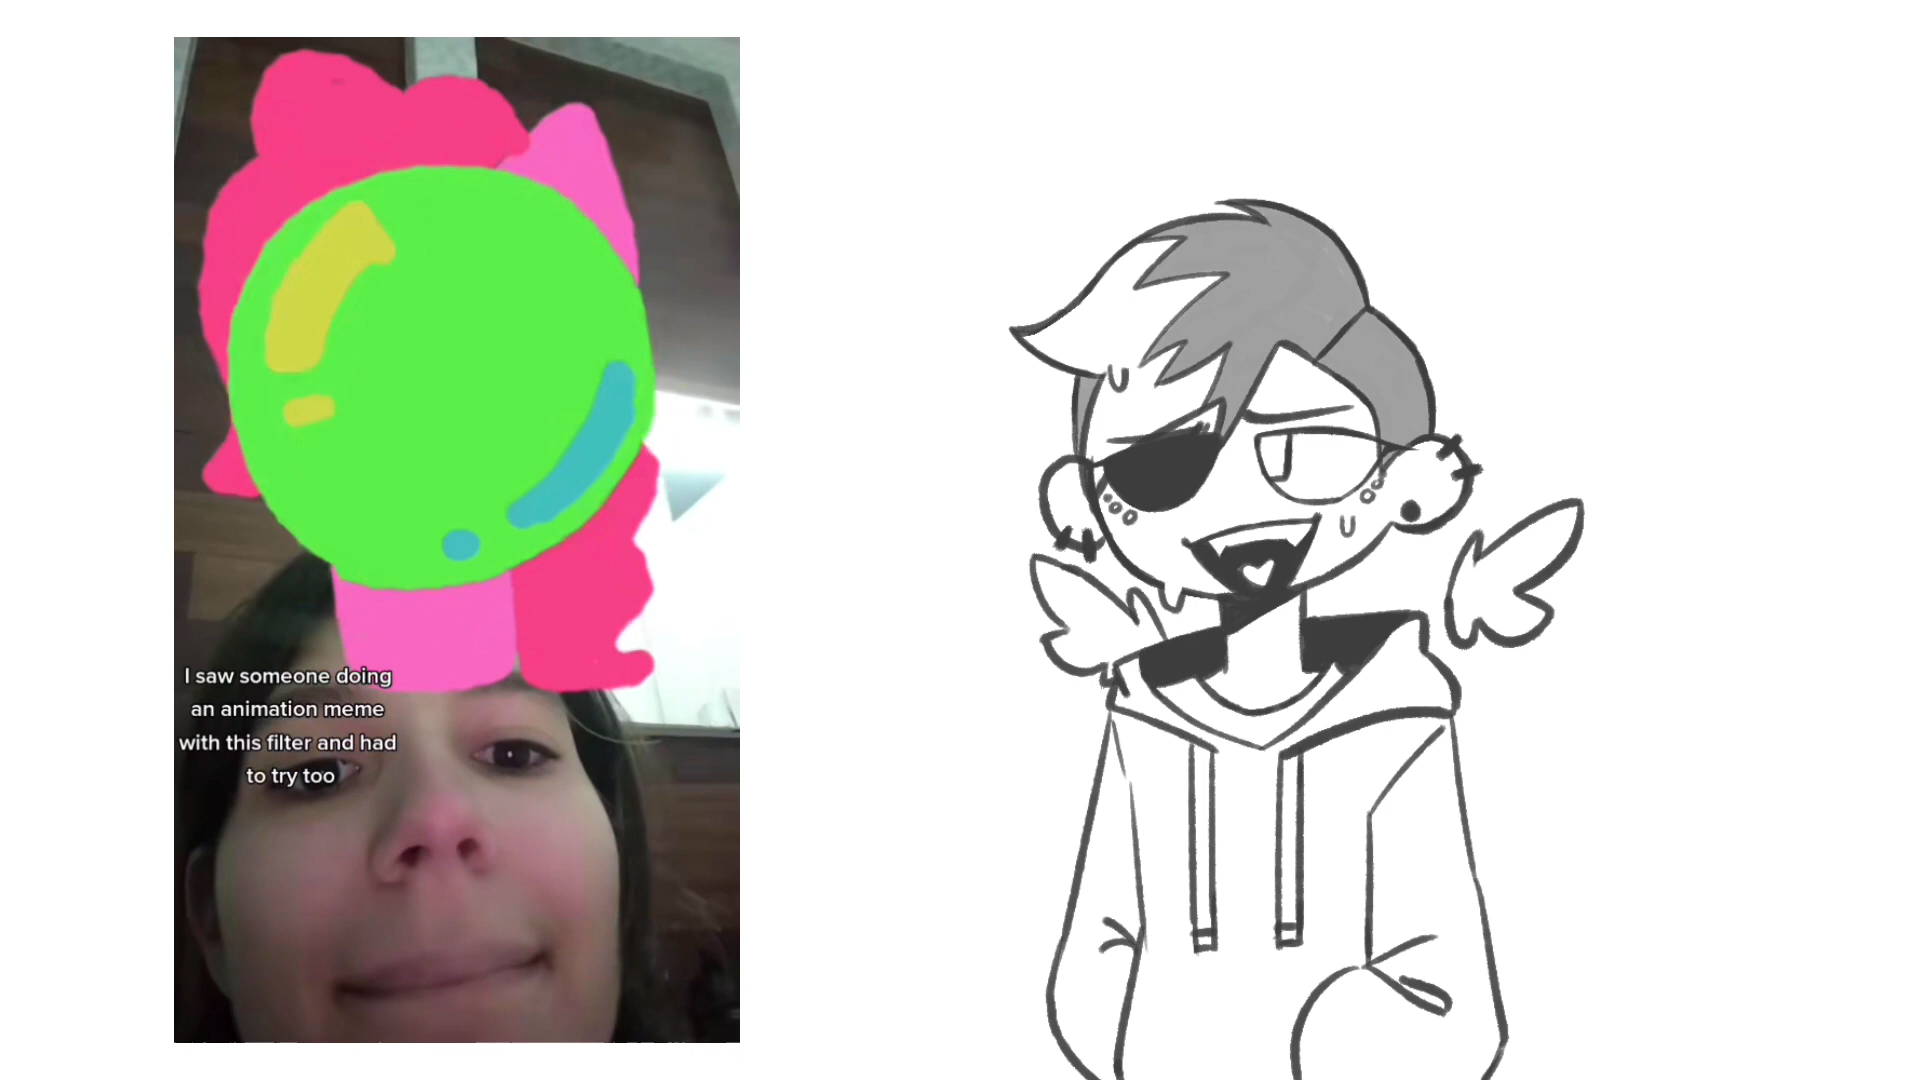 I saw someone doing
an animation meme
with this filter and had
to try too